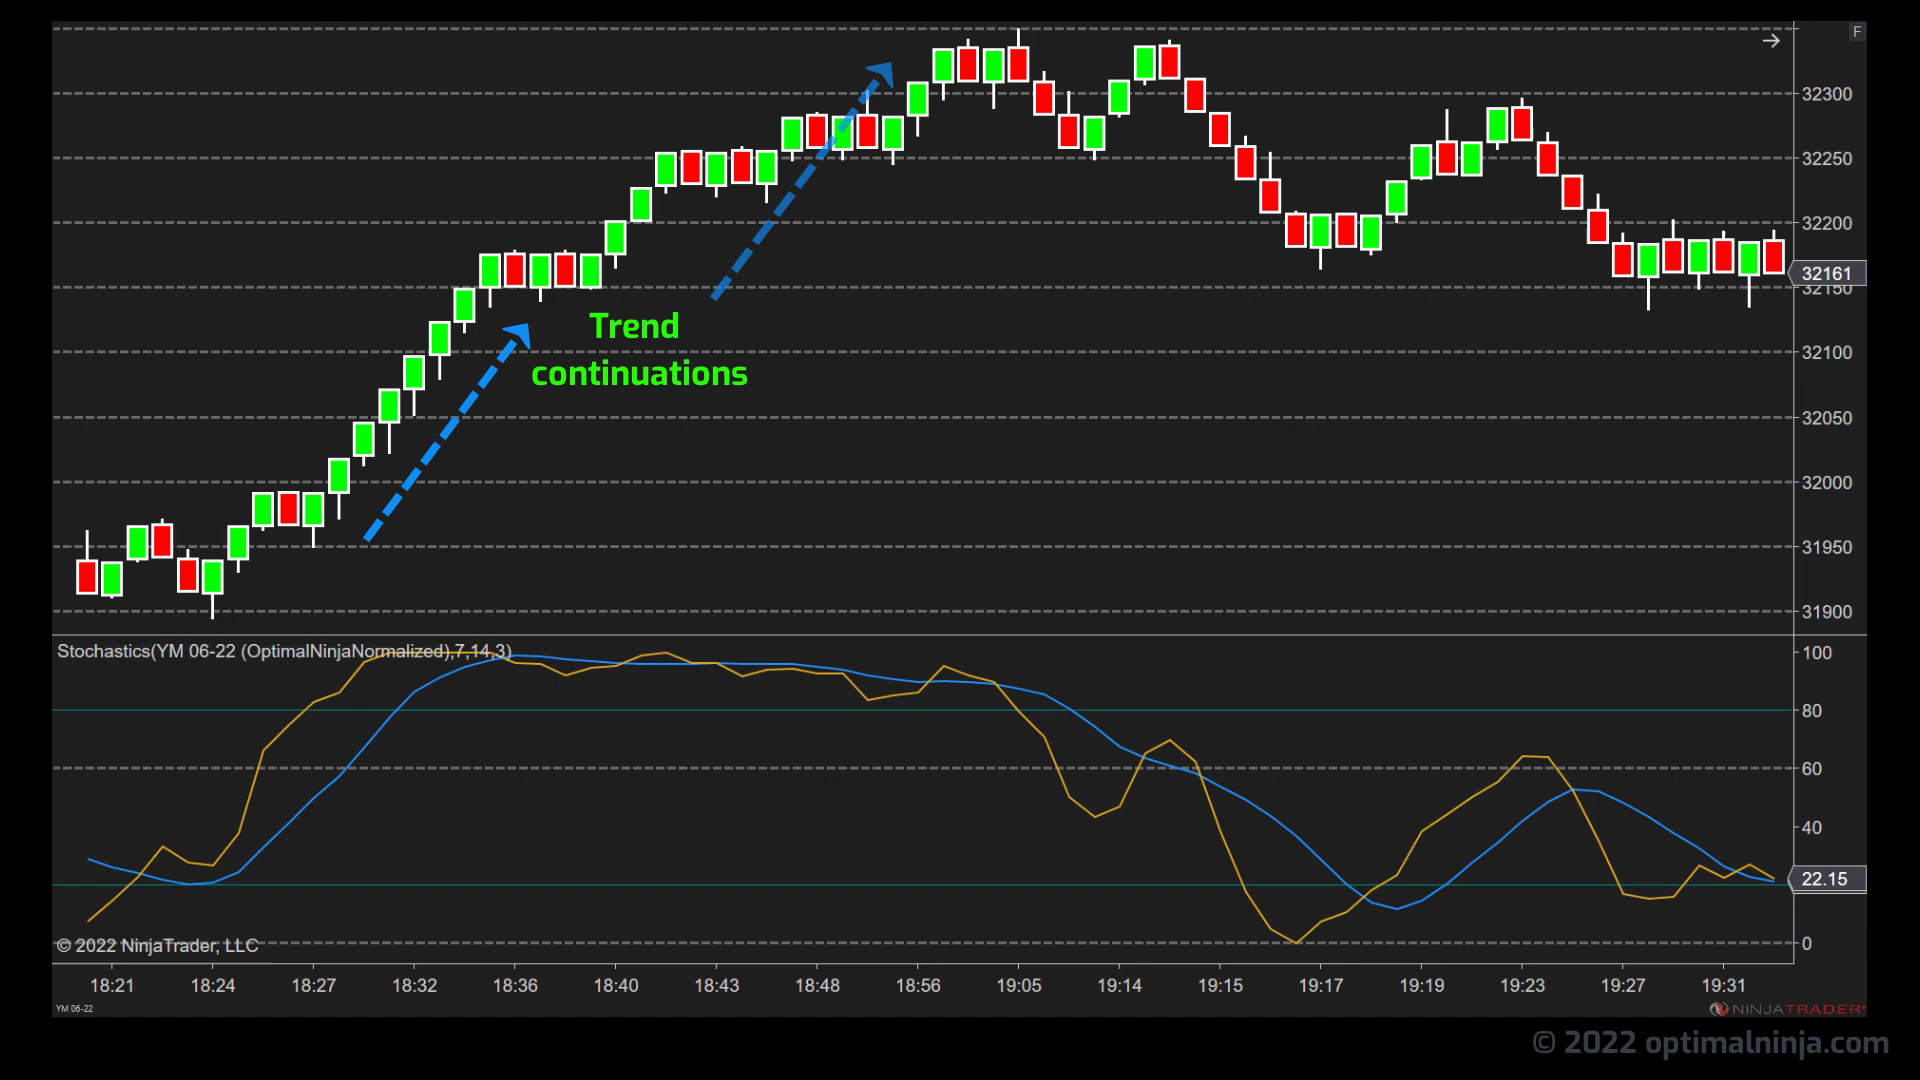 F
32300
32250
32200
32161
32150
32100
32050
32000
31950
31900
Trend
continuations
Stochastics(YM 06-22 (OptimalNinjaNormalized),7,14,3)
100
80
60
40
22.15
0
© 2022 NinjaTrader, LLC
18:21 18:24 18:27 18:32 18:36 18:40 18:43 18:48 18:56 19:05 19:14 19:15 19:17 19:19 19:23 19:27 19:31
YM 06-22
NINJATRADER®
© 2022 optimalninja.com